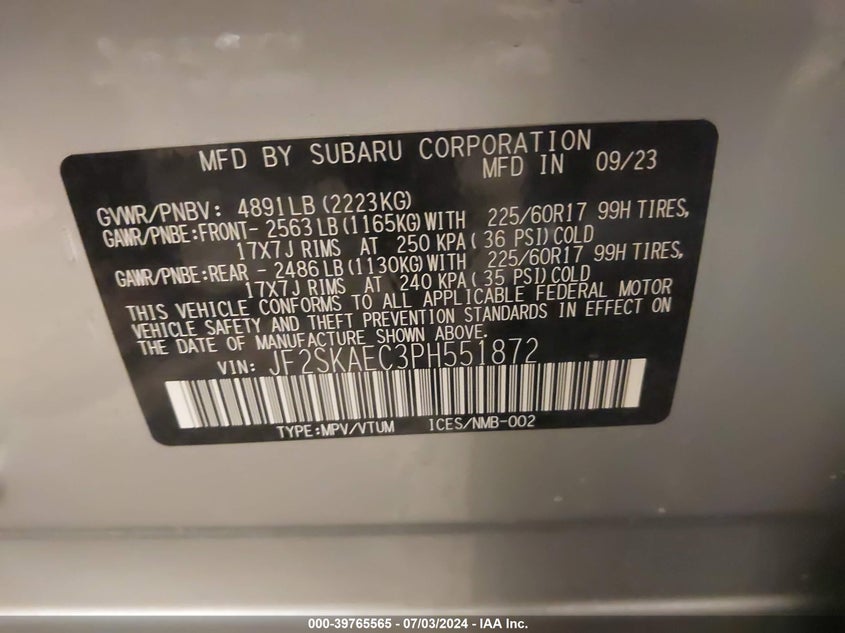 MFD BY SUBARU CORPORATION
MFD IN 09/23
GVWR/PNBV: 4891LB (2223KG)
GAWR/PNBE:FRONT- 2563LB(1165KG)WITH 225/60R17 99H TIRES,
17X7J RIMS AT 250 KPA( 36 PSI)COLD
GAWR/PNBE:REAR - 2486LB(1130KG)WITH 225/60R17 99H TIRES,
17X7J RIMS AT 240 KPA( 35 PSI)COLD
THIS VEHICLE CONFORMS TO ALL APPLICABLE FEDERAL MOTOR
VEHICLE SAFETY AND THEFT PREVENTION STANDARDS IN EFFECT ON
THE DATE OF MANUFACTURE SHOWN ABOVE.
VIN: JF2SKAEC3PH551872
TYPE:MPV/VTUM ICES/NMB-002
000-39765565 - 07/03/2024 - IAA Inc.